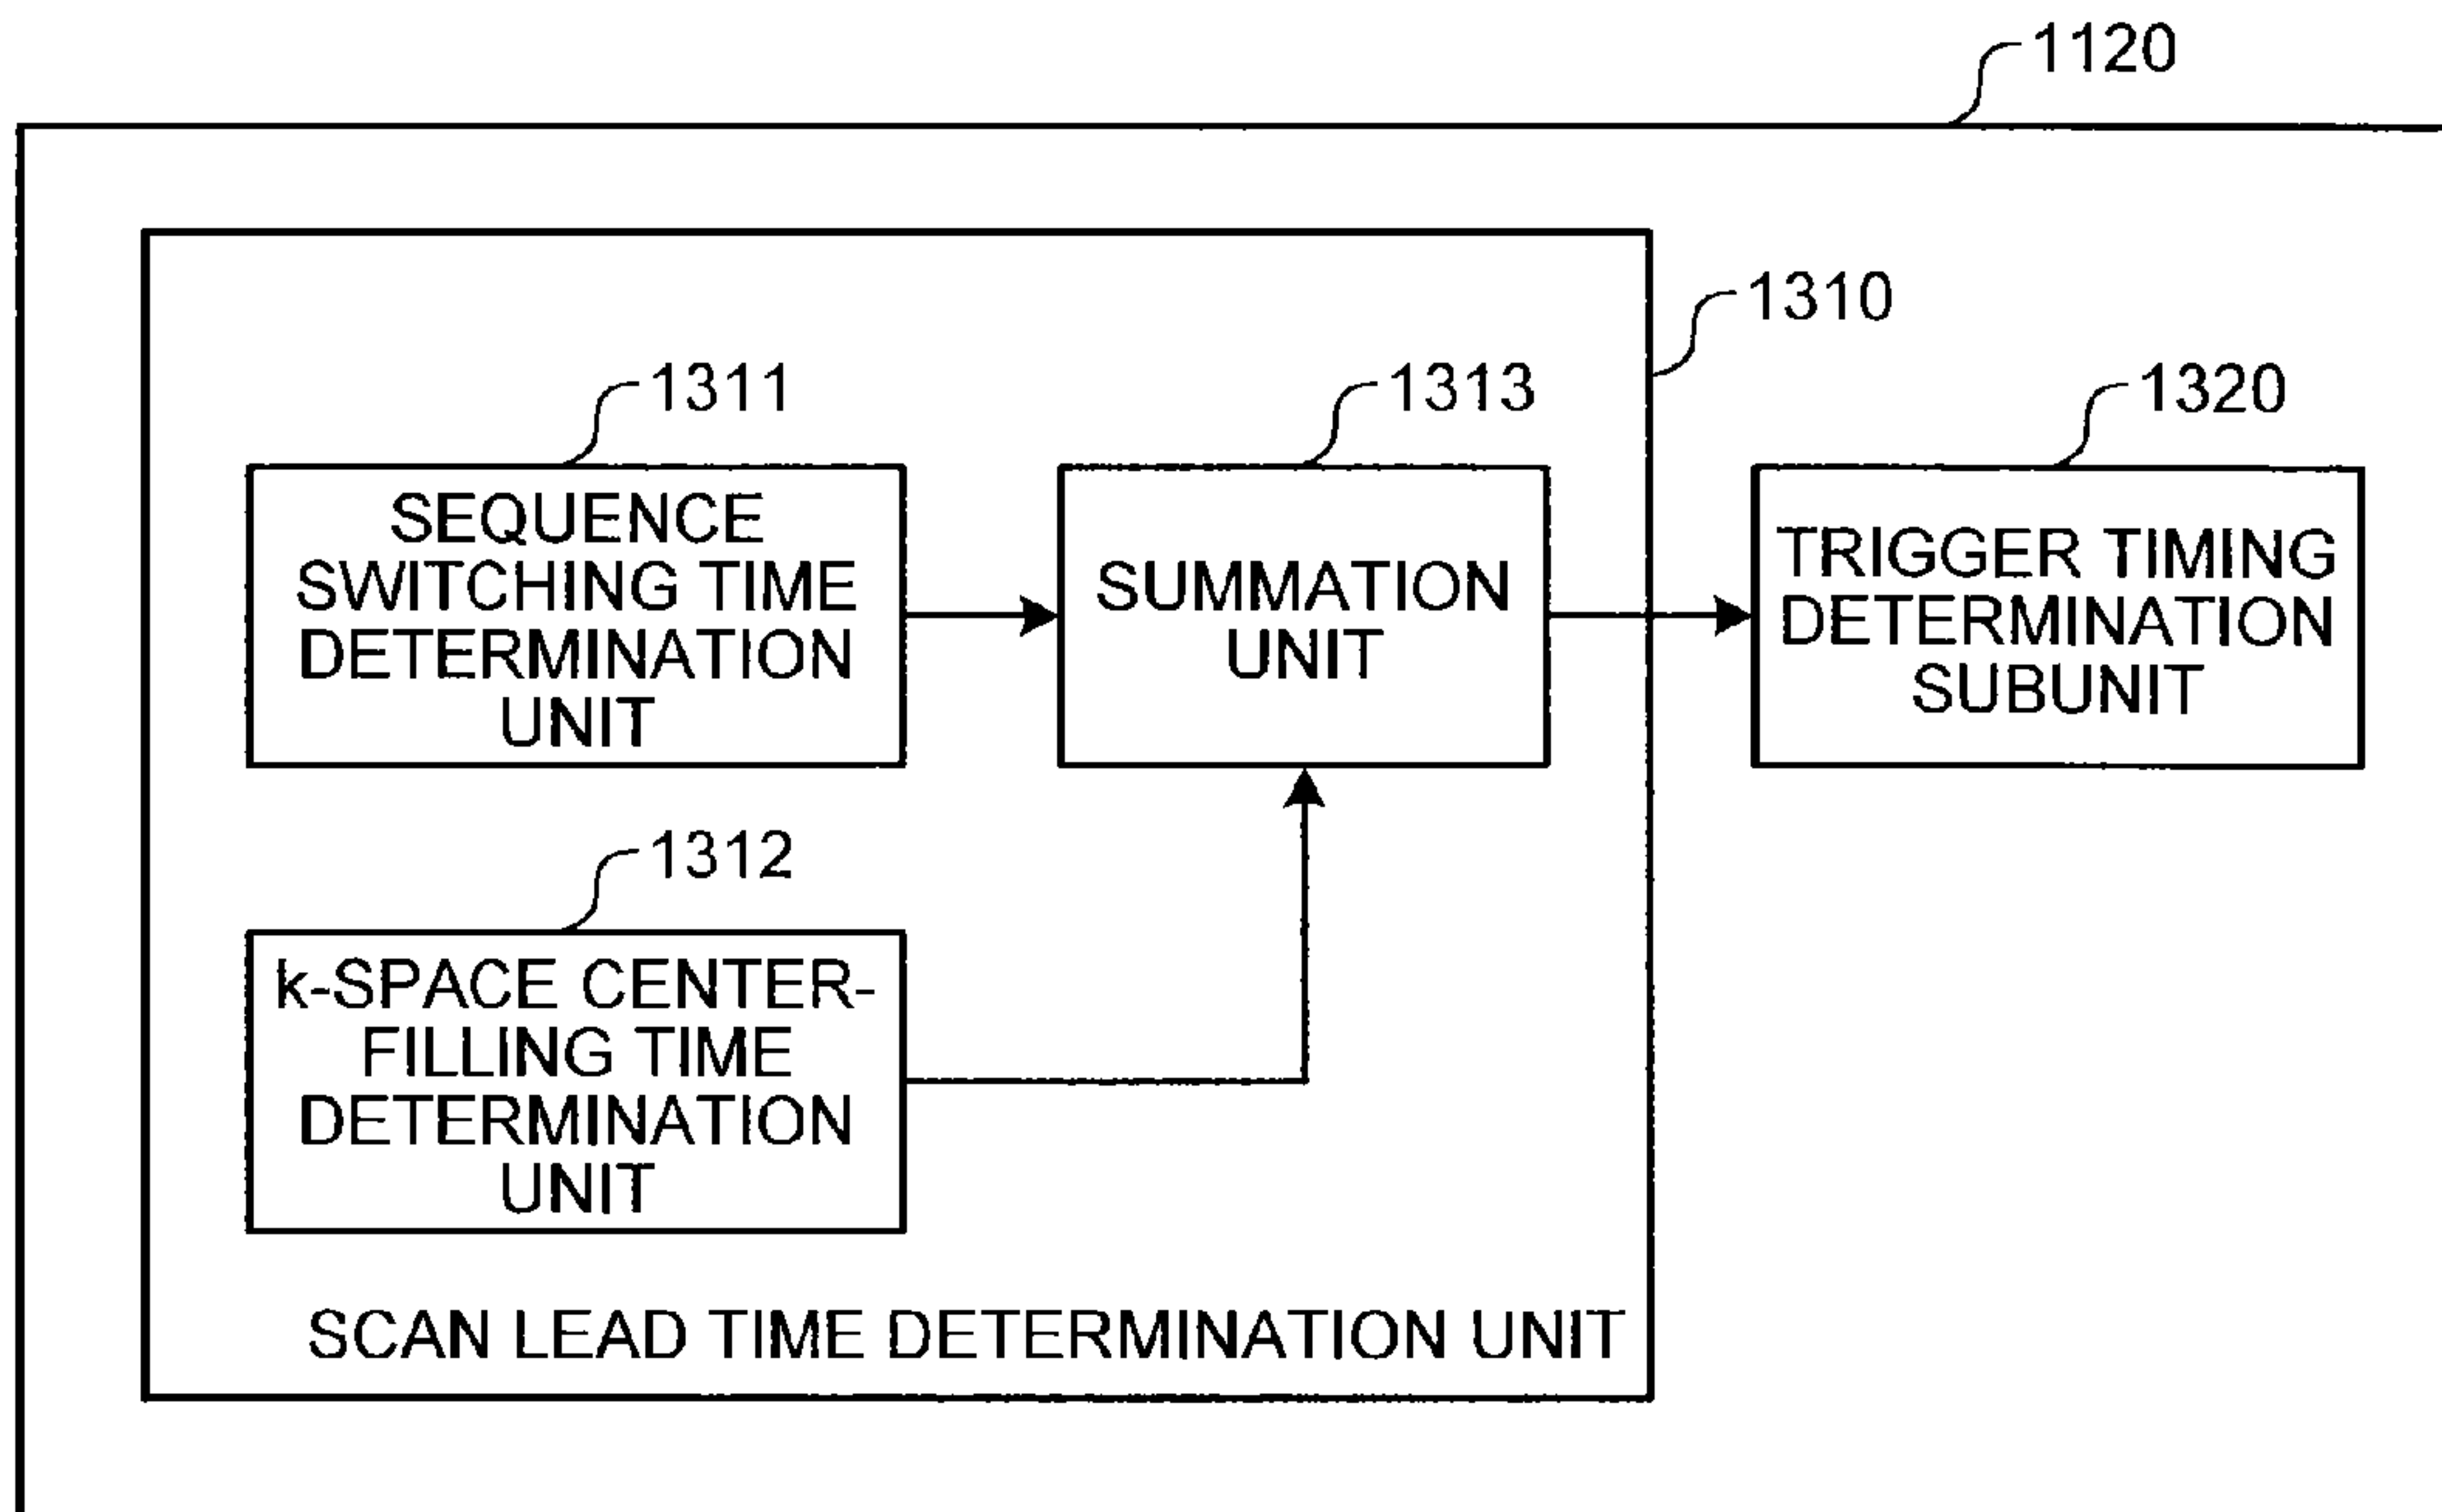 1120
1310
1311
1313
1320
SEQUENCE
SWITCHING TIME
DETERMINATION
UNIT
SUMMATION
UNIT
TRIGGER TIMING
DETERMINATION
SUBUNIT
1312
k-SPACE CENTER-
FILLING TIME
DETERMINATION
UNIT
SCAN LEAD TIME DETERMINATION UNIT